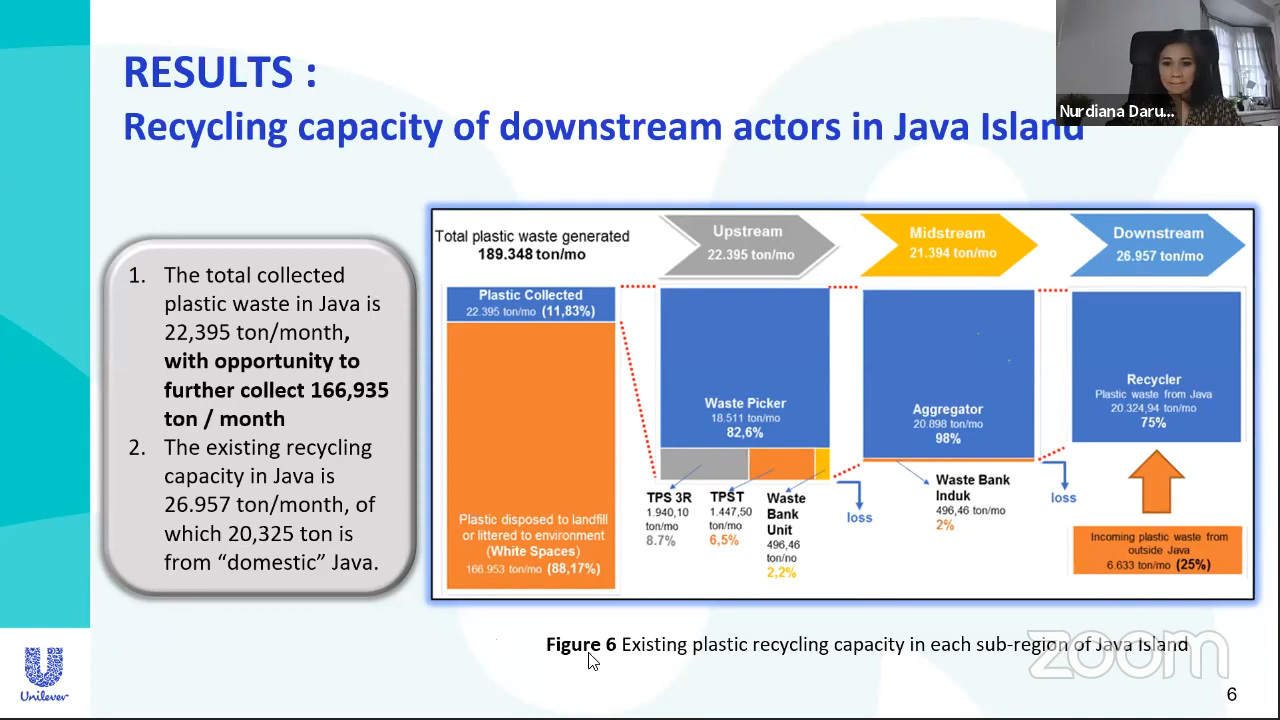 RESULTS :
Recycling capacity of downstream actors in Java Island
Nurdiana Daru...
1. The total collected
plastic waste in Java is
22,395 ton/month,
with opportunity to
further collect 166,935
ton / month
2. The existing recycling
capacity in Java is
26.957 ton/month, of
which 20,325 ton is
from “domestic” Java.
Total plastic waste generated
189.348 ton/mo
Upstream
22.395 ton/mo
Midstream
21.394 ton/mo
Downstream
26.957 ton/mo
Plastic Collected
22.395 ton/mo (11,83%)
Plastic disposed to landfill
or littered to environment
(White Spaces)
166.953 ton/mo (88,17%)
Waste Picker
18.511 ton/mo
82,6%
TPS 3R
1.940,10
ton/mo
8.7%
TPST
1.447,50
ton/mo
6,5%
Waste
Bank
Unit
496,46
ton/no
2,2%
loss
Aggregator
20.898 ton/mo
98%
Waste Bank
Induk
496,46 ton/mo
2%
loss
Recycler
Plastic waste from Java
20.324,94 ton/mo
75%
Incoming plastic waste from
outside Java
6.633 ton/mo (25%)
Figure 6 Existing plastic recycling capacity in each sub-region of Java Island
zoom
Unilever
6